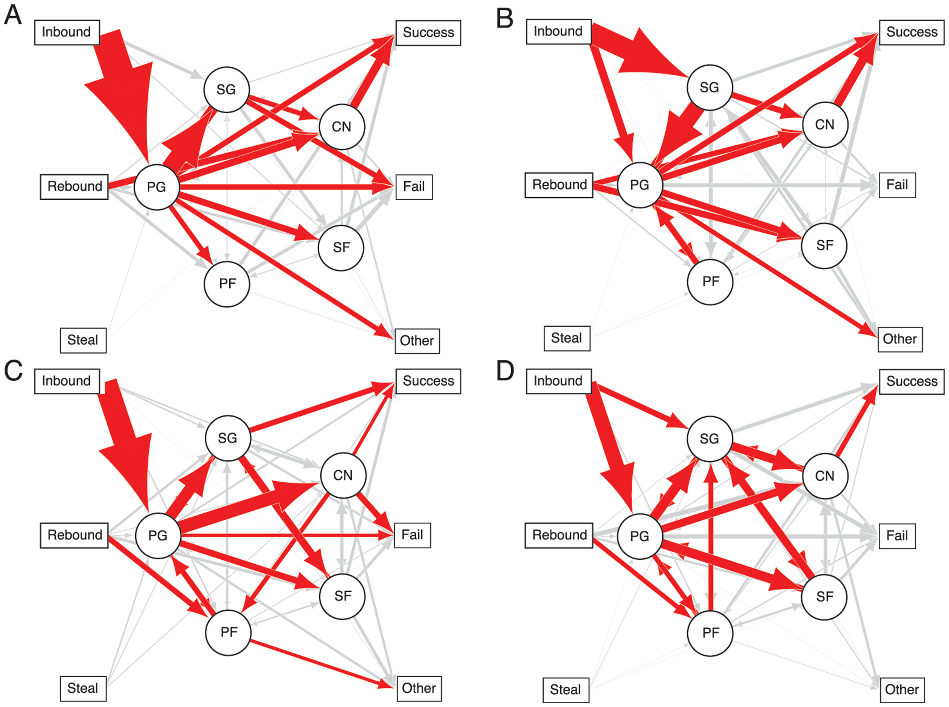 A
Inbound
Success
SG
CN
Rebound
PG
Fail
SF
PF
Steal
Other
B
Inbound
Success
SG
CN
Rebound
PG
Fail
SF
PF
Steal
Other
C
Inbound
Success
SG
CN
Rebound
PG
Fail
SF
PF
Steal
Other
D
Inbound
Success
SG
CN
Rebound
PG
Fail
SF
PF
Steal
Other